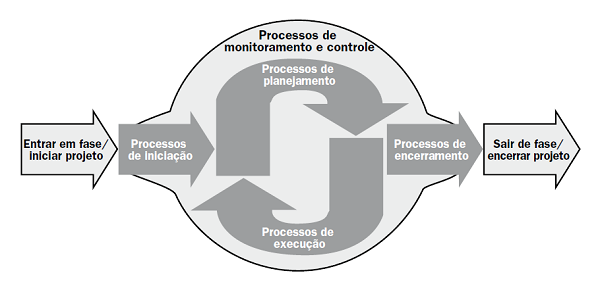 Processos de
monitoramento e controle
Processos de
planejamento
Entrar em fase/
iniciar projeto
Processos
de iniciação
Processos de
encerramento
Sair de fase/
encerrar projeto
Processos de
execução